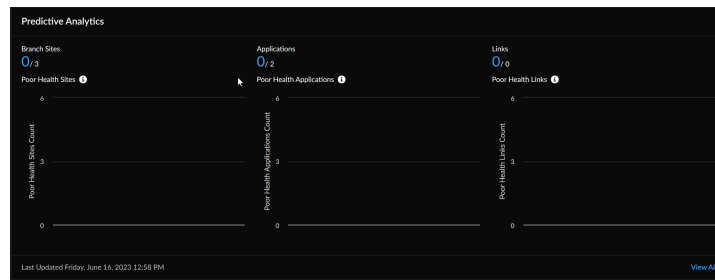 Predictive Analytics
Branch Sites
0/ 3
Poor Health Sites
6
3
0
Poor Health Sites Count
Applications
0/ 2
Poor Health Applications
6
3
0
Poor Health Applications Count
Links
0/ 0
Poor Health Links
6
3
0
Poor Health Links Count
Last Updated Friday, June 16, 2023 12:58 PM
View Al